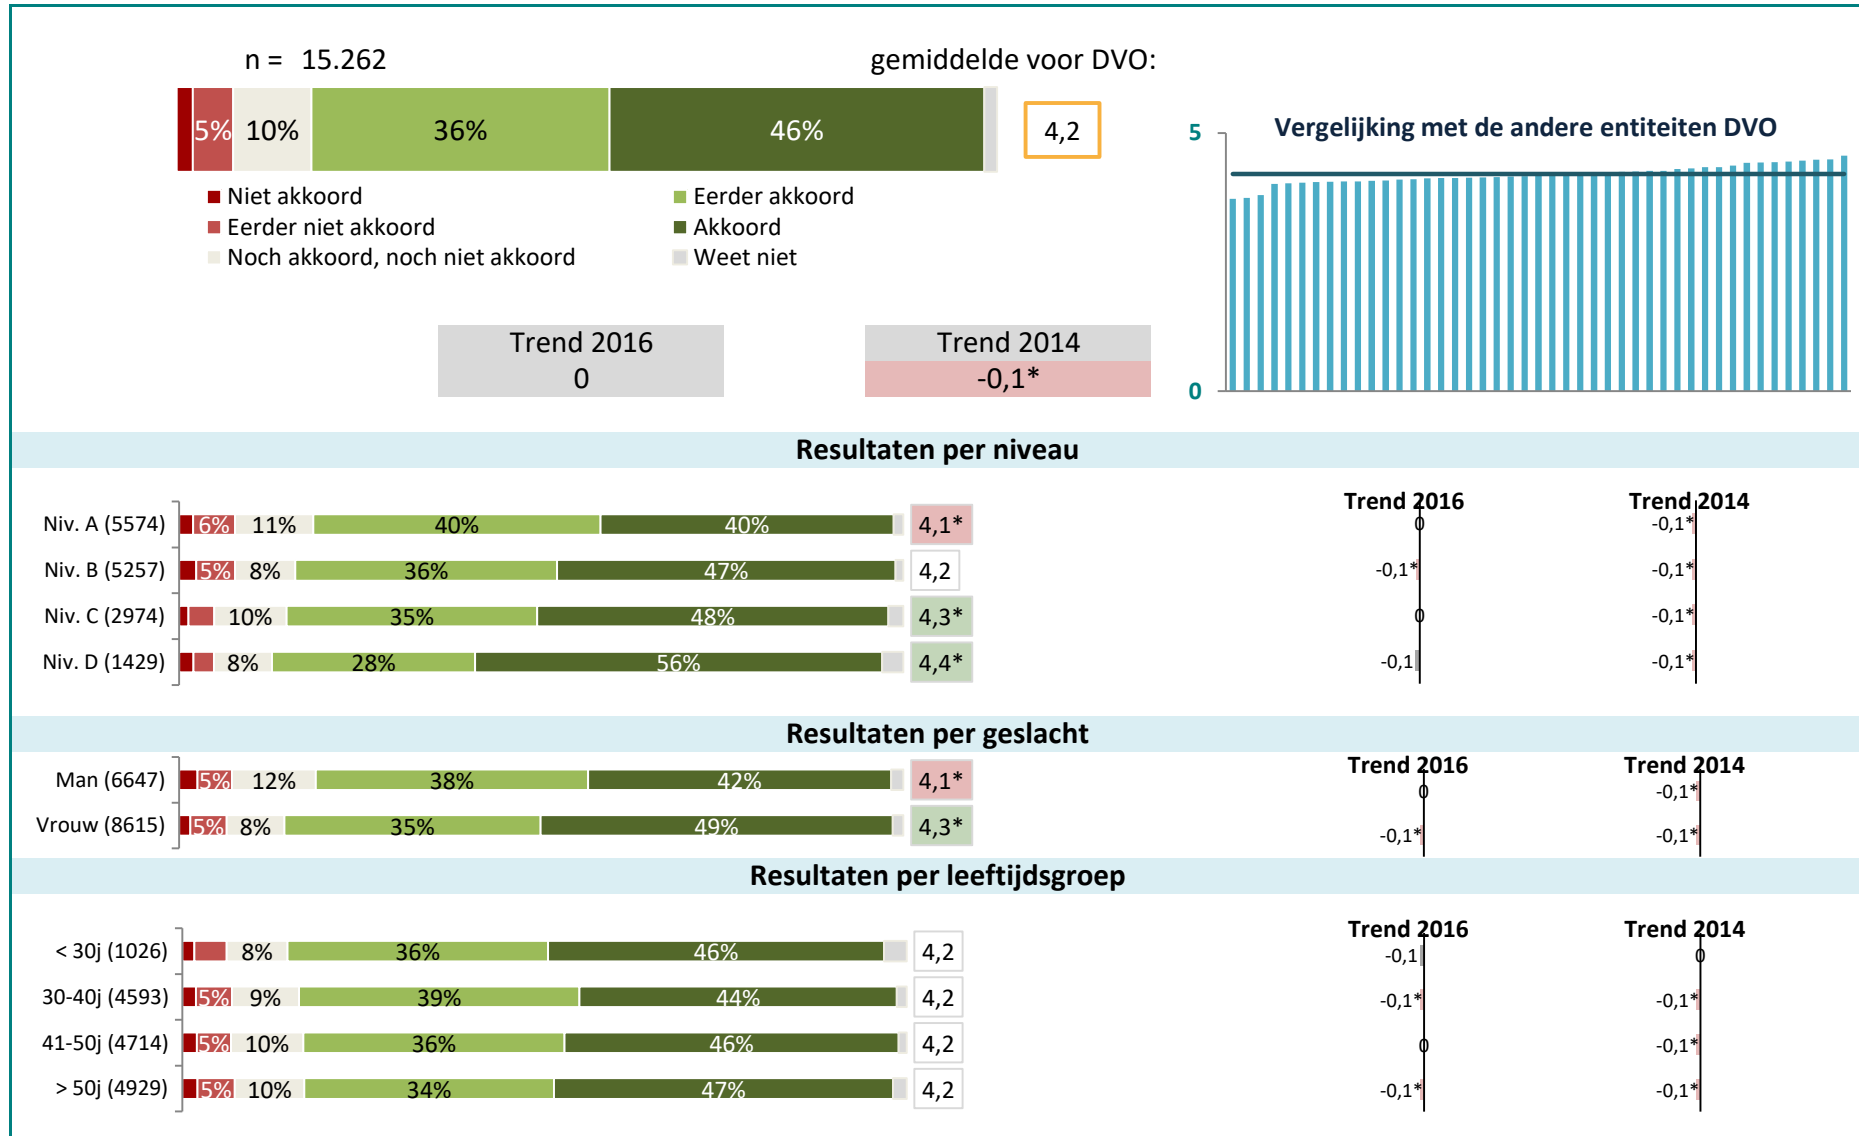 n = 15.262
gemiddelde voor DVO:
5% 10% 36% 46%
4,2
Niet akkoord
Eerder akkoord
Eerder niet akkoord
Akkoord
Noch akkoord, noch niet akkoord
Weet niet
5
Vergelijking met de andere entiteiten DVO
0
Trend 2016
0
Trend 2014
-0,1*
Resultaten per niveau
Trend 2016
Trend 2014
Niv. A (5574) 6% 11% 40% 40% 4,1* 0 -0,1*
Niv. B (5257) 5% 8% 36% 47% 4,2 -0,1* -0,1*
Niv. C (2974) 10% 35% 48% 4,3* 0 -0,1*
Niv. D (1429) 8% 28% 56% 4,4* -0,1 -0,1*
Resultaten per geslacht
Trend 2016
Trend 2014
Man (6647) 5% 12% 38% 42% 4,1* 0 -0,1*
Vrouw (8615) 5% 8% 35% 49% 4,3* -0,1* -0,1*
Resultaten per leeftijdsgroep
Trend 2016
Trend 2014
< 30j (1026) 8% 36% 46% 4,2 -0,1 0
30-40j (4593) 5% 9% 39% 44% 4,2 -0,1* -0,1*
41-50j (4714) 5% 10% 36% 46% 4,2 0 -0,1*
> 50j (4929) 5% 10% 34% 47% 4,2 -0,1* -0,1*